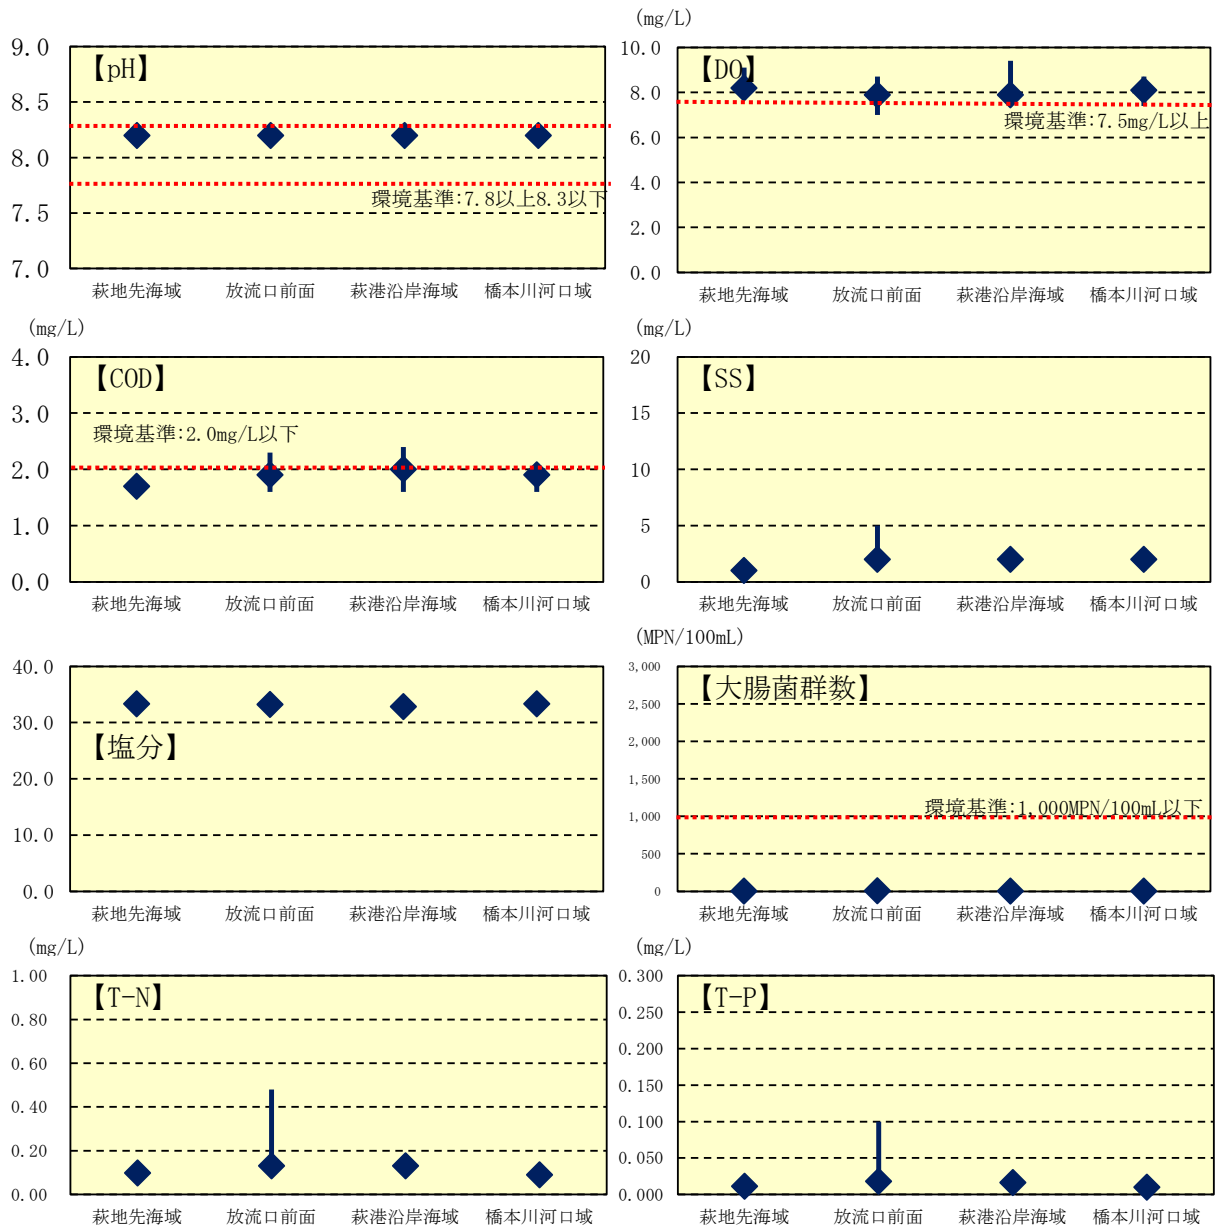 (mg/L)
9.0
【pH】
8.5
8.0
7.5
7.0
環境基準:7.8以上8.3以下
萩地先海域 放流口前面 萩港沿岸海域 橋本川河口域
10.0
【DO】
8.0
6.0
4.0
2.0
0.0
環境基準:7.5mg/L以上
萩地先海域 放流口前面 萩港沿岸海域 橋本川河口域
(mg/L)
4.0
【COD】
3.0
環境基準:2.0mg/L以下
2.0
1.0
0.0
萩地先海域 放流口前面 萩港沿岸海域 橋本川河口域
(mg/L)
20
【SS】
15
10
5
0
萩地先海域 放流口前面 萩港沿岸海域 橋本川河口域
40.0
30.0
【塩分】
20.0
10.0
0.0
萩地先海域 放流口前面 萩港沿岸海域 橋本川河口域
(MPN/100mL)
3,000
【大腸菌群数】
2,500
2,000
1,500
環境基準:1,000MPN/100mL以下
1,000
500
0
萩地先海域 放流口前面 萩港沿岸海域 橋本川河口域
(mg/L)
1.00
【T-N】
0.80
0.60
0.40
0.20
0.00
萩地先海域 放流口前面 萩港沿岸海域 橋本川河口域
(mg/L)
0.300
【T-P】
0.250
0.200
0.150
0.100
0.050
0.000
萩地先海域 放流口前面 萩港沿岸海域 橋本川河口域